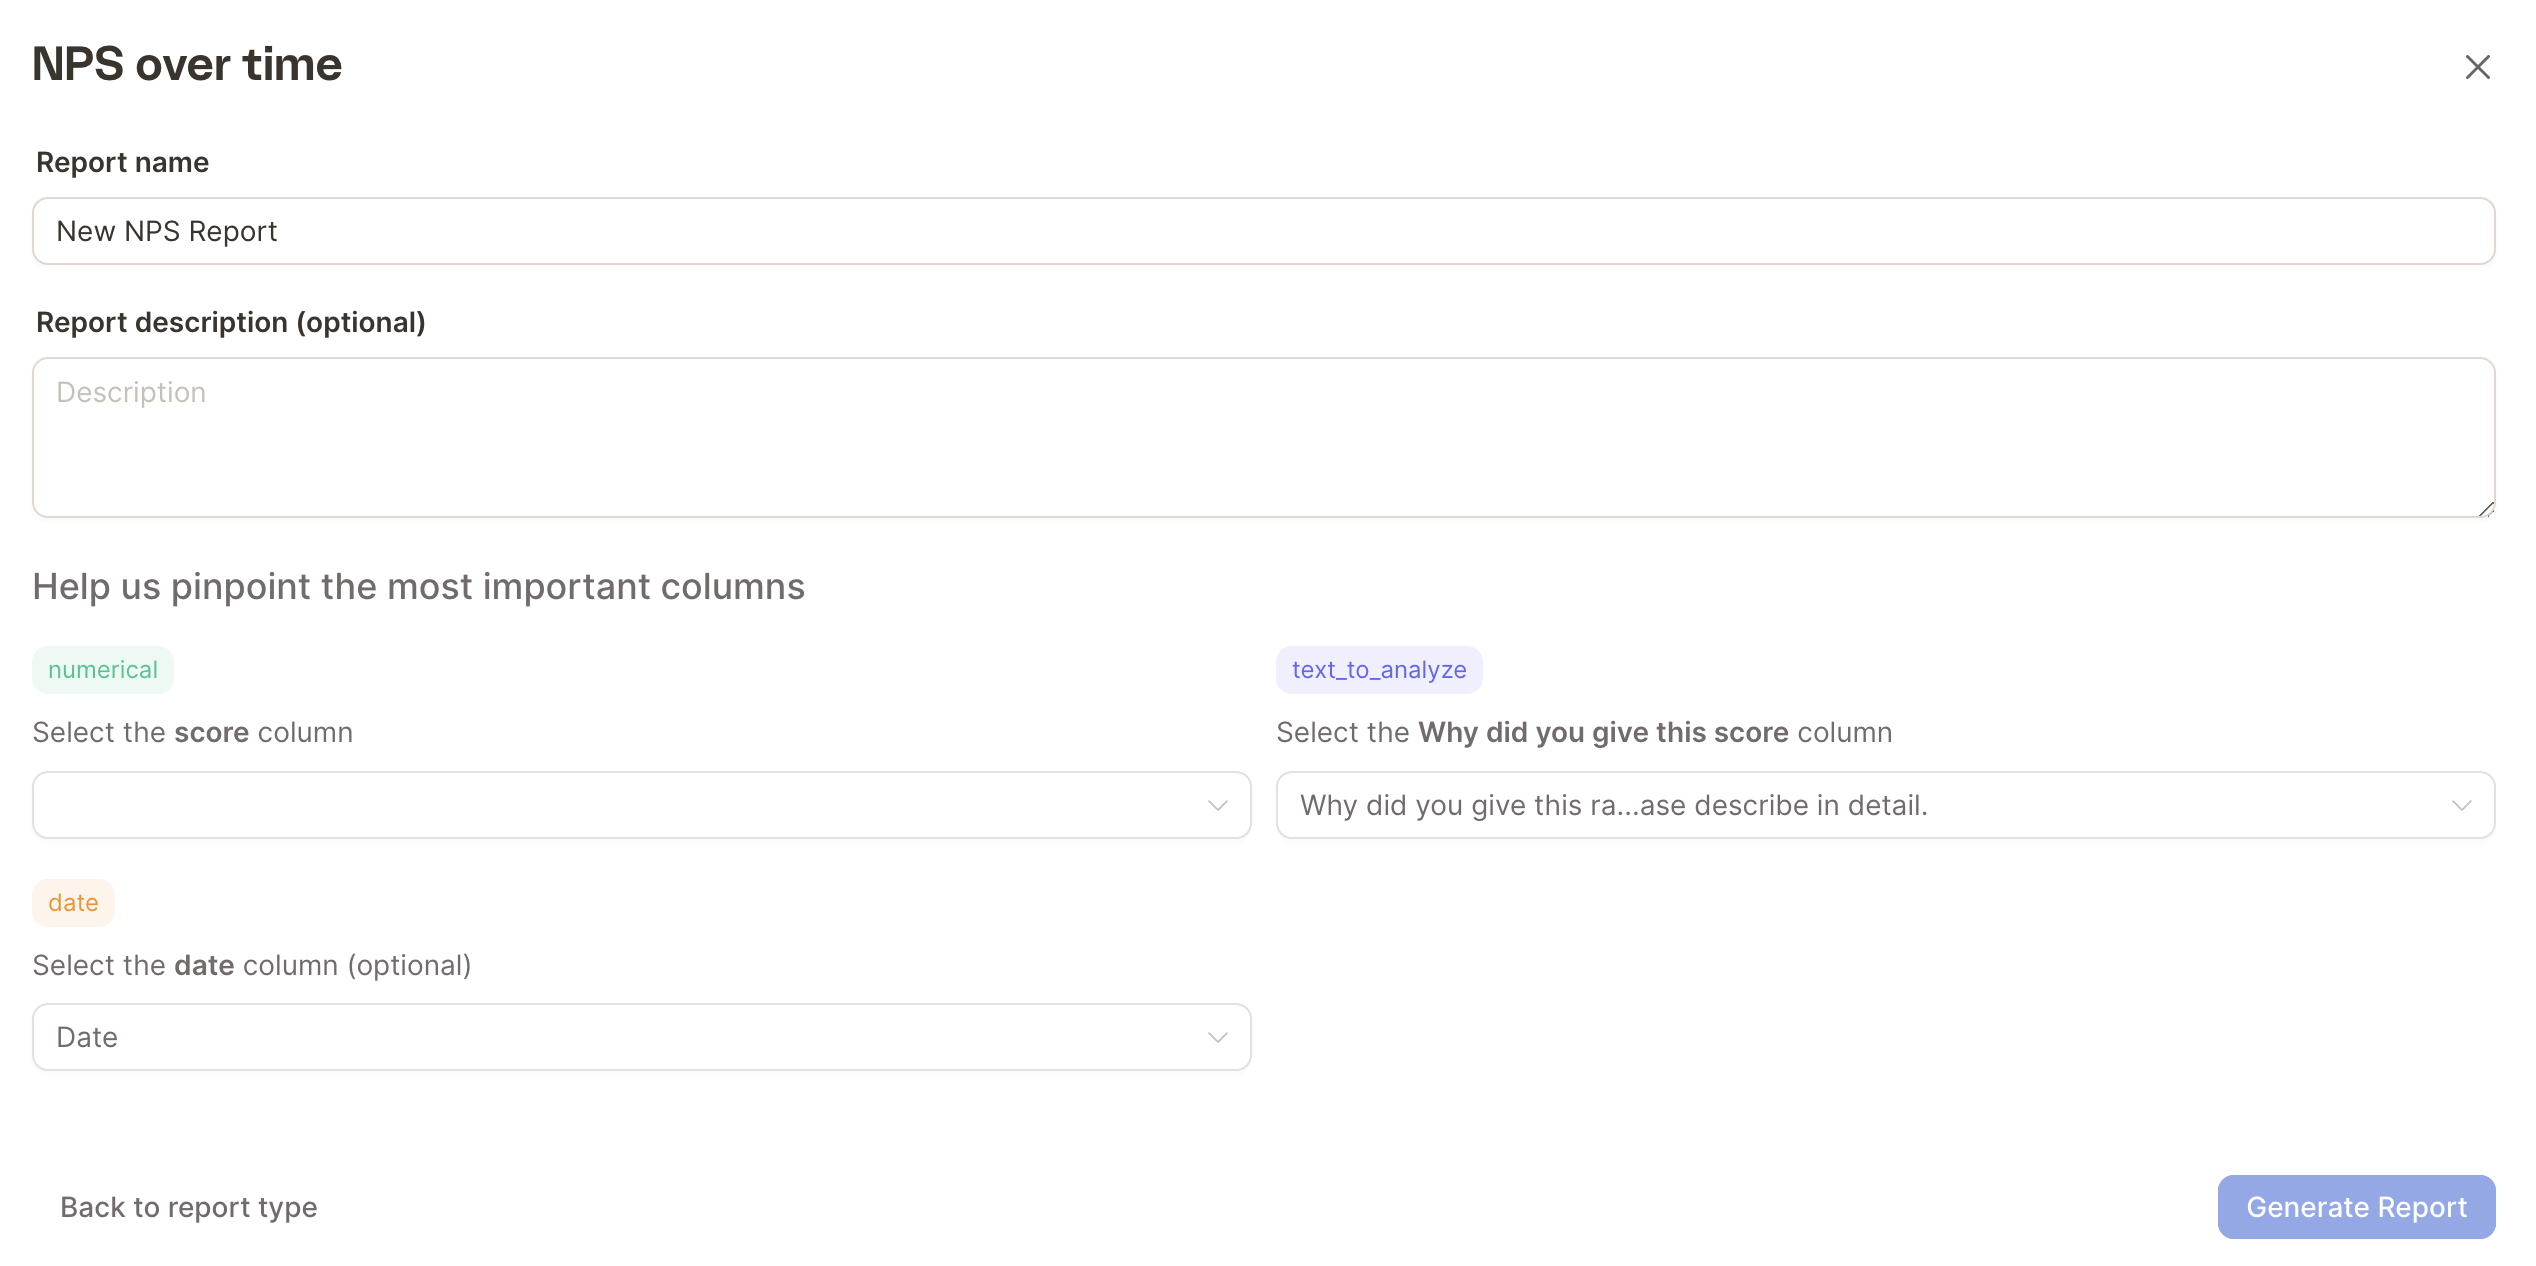 NPS over time
Report name
New NPS Report
Report description (optional)
Description
Help us pinpoint the most important columns
numerical
Select the score column
text_to_analyze
Select the Why did you give this score column
Why did you give this ra...ase describe in detail.
date
Select the date column (optional)
Date
Back to report type
Generate Report